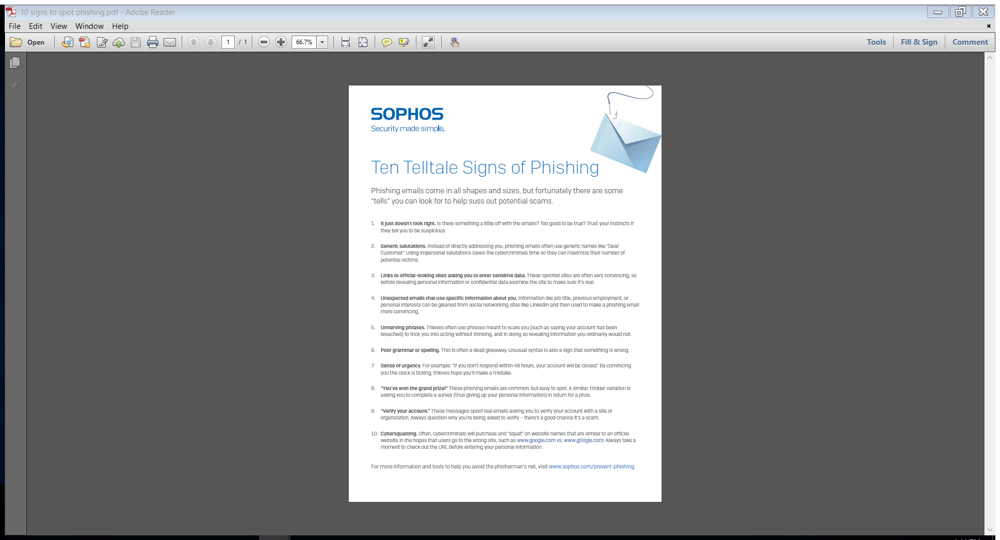 10 signs to spot phishing.pdf - Adobe Reader
File Edit View Window Help
Open 1 / 1 66.7% Tools Fill & Sign Comment
SOPHOS
Security made simple.
Ten Telltale Signs of Phishing
Phishing emails come in all shapes and sizes, but fortunately there are some
“tells” you can look for to help suss out potential scams.
1. It just doesn’t look right. Is there something a little off with the emails? Too good to be true? Trust your instincts if
they tell you to be suspicious.
2. Generic salutations. Instead of directly addressing you, phishing emails often use generic names like “Dear
Customer.” Using impersonal salutations saves the cybercriminals time so they can maximize their number of
potential victims.
3. Links to official-looking sites asking you to enter sensitive data. These spoofed sites are often very convincing, so
before revealing personal information or confidential data examine the site to make sure it’s real.
4. Unexpected emails that use specific information about you. Information like job title, previous employment, or
personal interests can be gleaned from social networking sites like LinkedIn and then used to make a phishing email
more convincing.
5. Unnerving phrases. Thieves often use phrases meant to scare you (such as saying your account has been
breached) to trick you into acting without thinking, and in doing so revealing information you ordinarily would not.
6. Poor grammar or spelling. This is often a dead giveaway. Unusual syntax is also a sign that something is wrong.
7. Sense of urgency. For example: “If you don’t respond within 48 hours, your account will be closed.” By convincing
you the clock is ticking, thieves hope you’ll make a mistake.
8. “You’ve won the grand prize!” These phishing emails are common, but easy to spot. A similar, trickier variation is
asking you to complete a survey (thus giving up your personal information) in return for a prize.
9. “Verify your account.” These messages spoof real emails asking you to verify your account with a site or
organization. Always question why you’re being asked to verify – there’s a good chance it’s a scam.
10. Cybersquatting. Often, cybercriminals will purchase and “squat” on website names that are similar to an official
website in the hopes that users go to the wrong site, such as www.google.com vs. www.g00gle.com. Always take a
moment to check out the URL before entering your personal information.
For more information and tools to help you avoid the phisherman’s net, visit www.sophos.com/prevent-phishing.